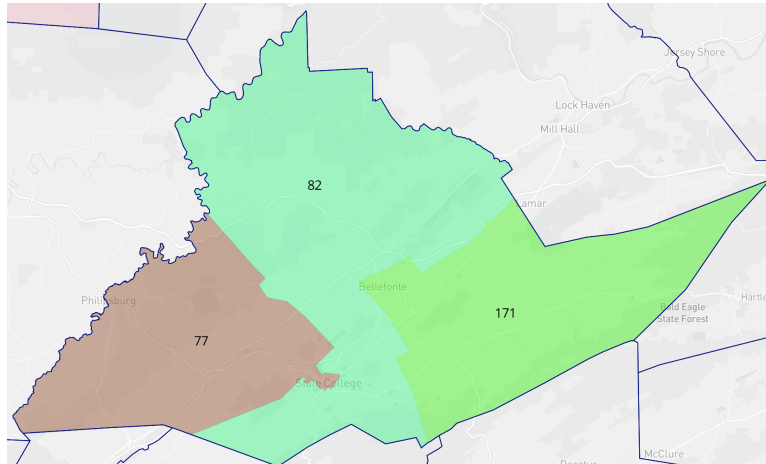 Jersey Shore
Lock Haven
Mill Hall
82
Lamar
Bellefonte
Philipsburg
Hartle
Bald Eagle
State Forest
171
77
State College
McClure